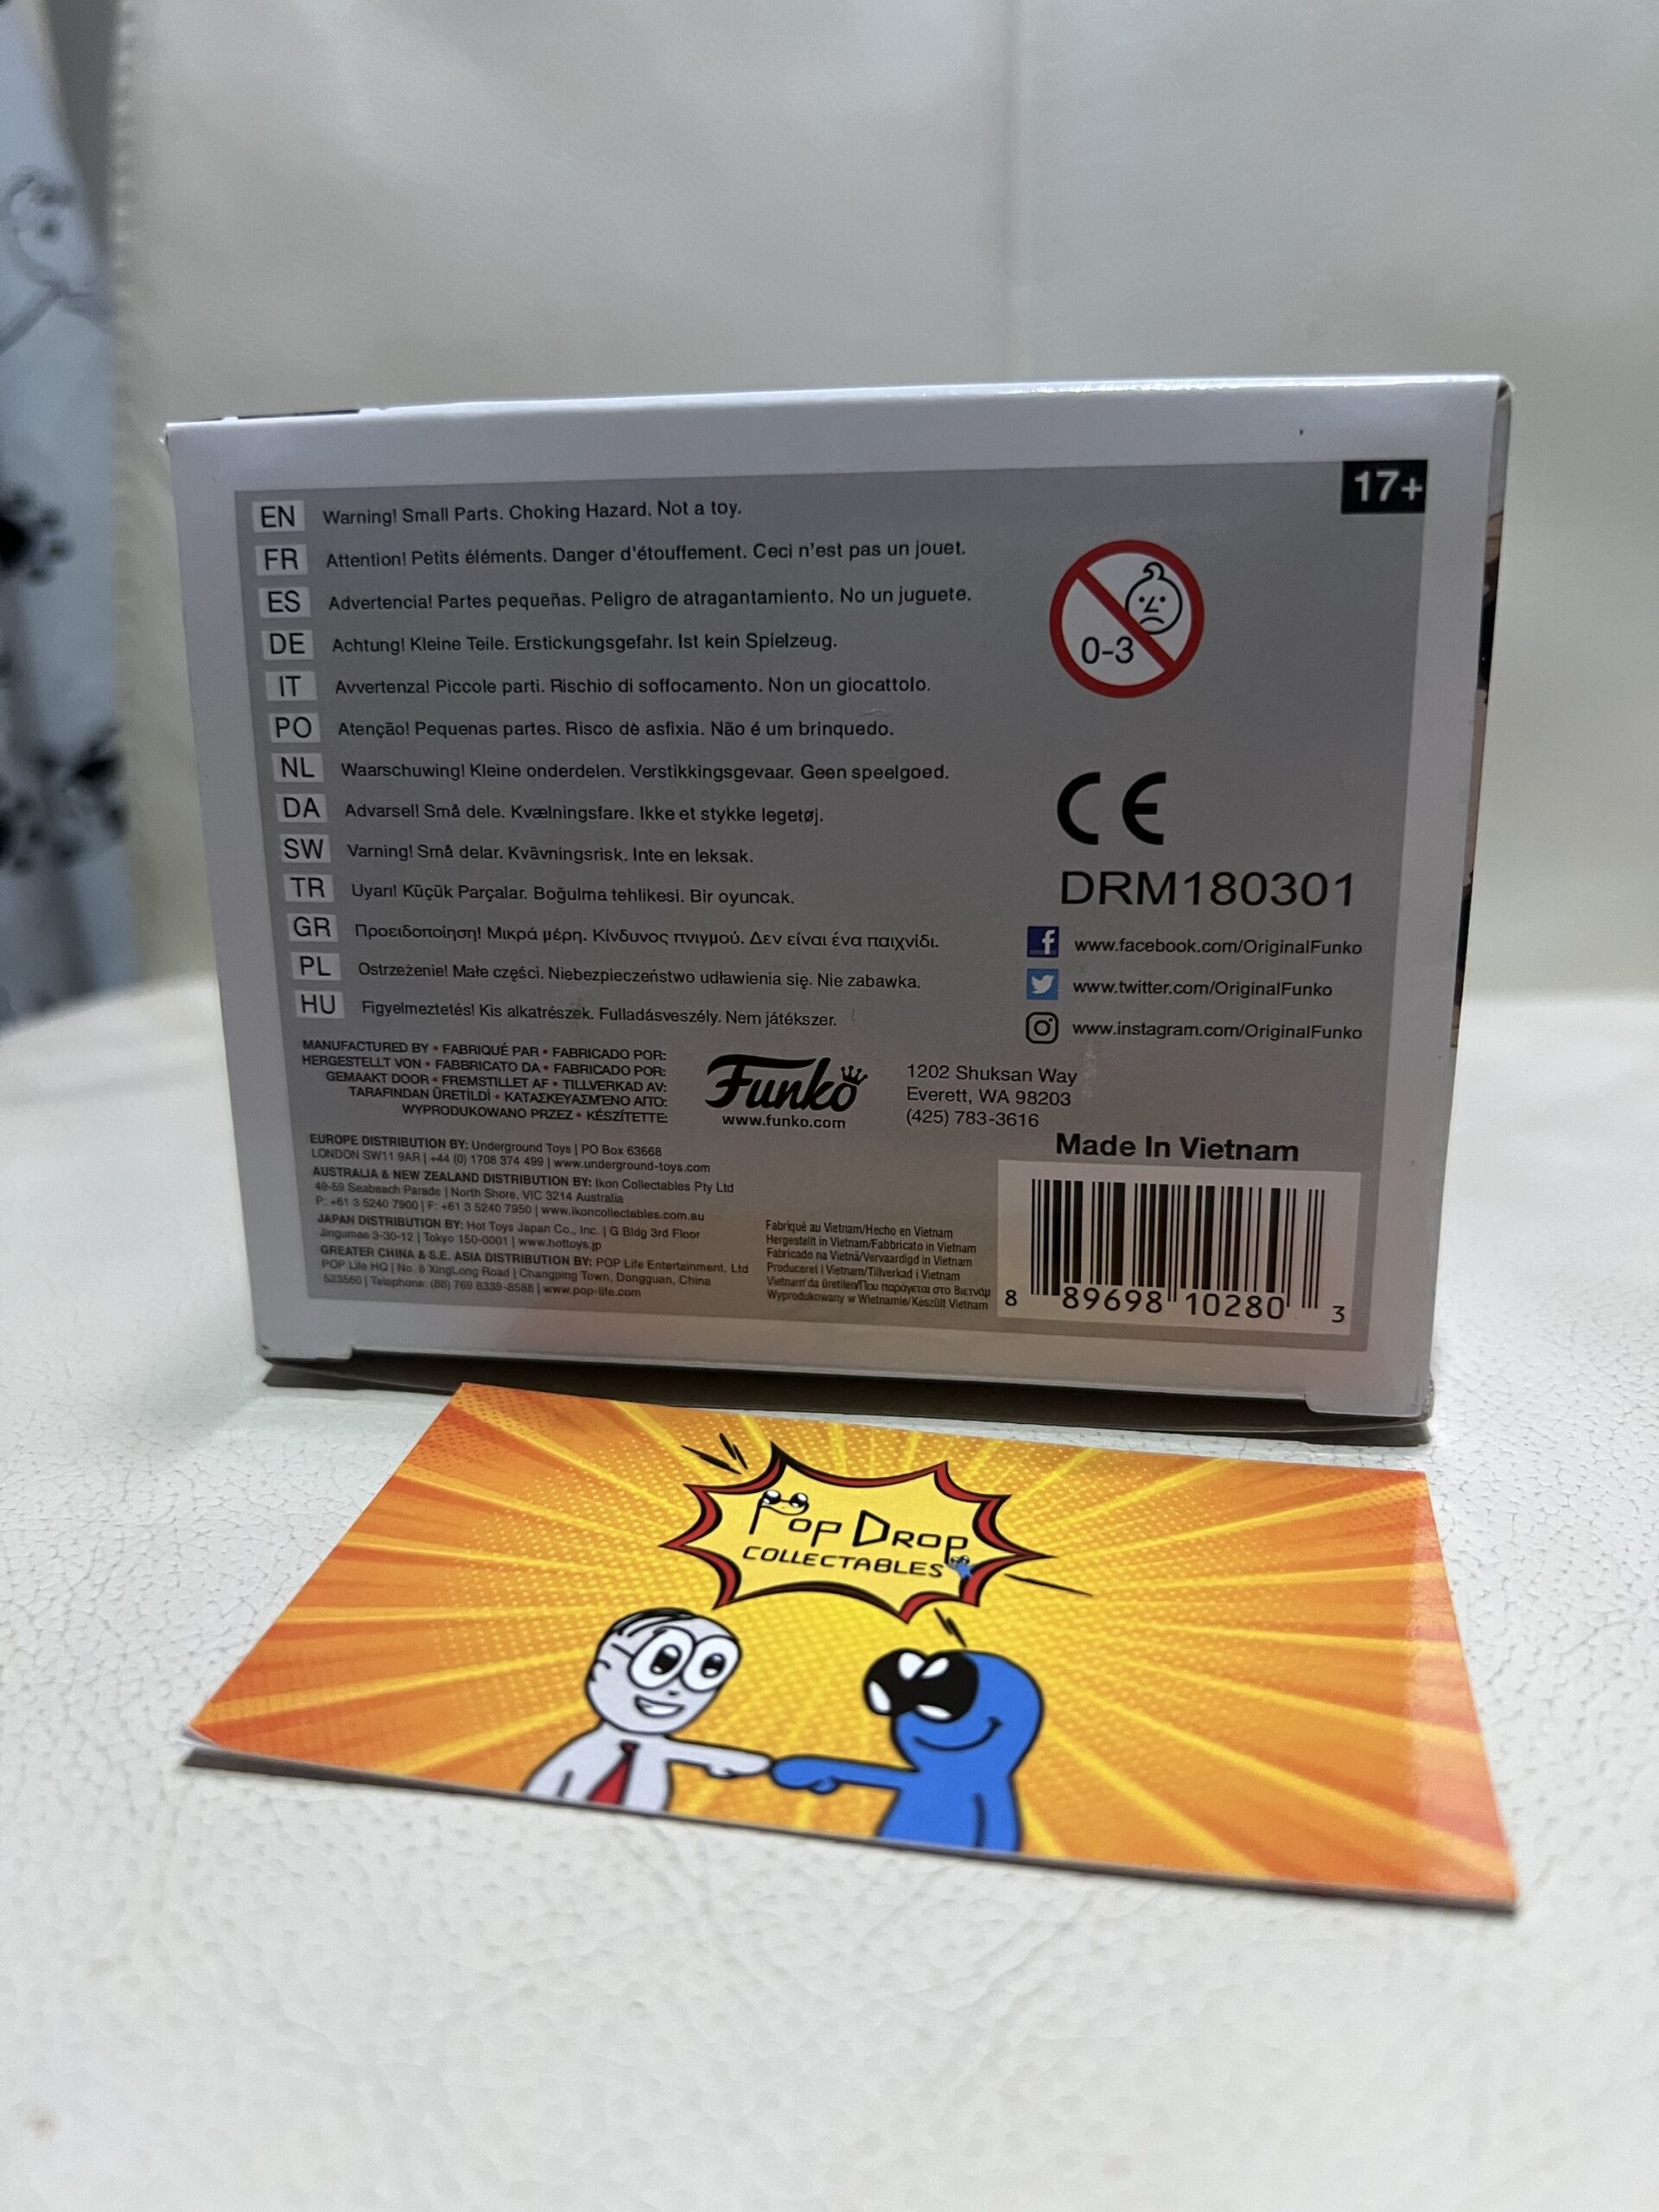 17+
EN Warning! Small Parts. Choking Hazard. Not a toy.
FR Attention! Petits éléments. Danger d'étouffement. Ceci n'est pas un jouet.
ES Advertencia! Partes pequeñas. Peligro de atragantamiento. No un juguete.
DE Achtung! Kleine Teile. Erstickungsgefahr. Ist kein Spielzeug.
IT Avvertenza! Piccole parti. Rischio di soffocamento. Non un giocattolo.
PO Atenção! Pequenas partes. Risco de asfixia. Não é um brinquedo.
NL Waarschuwing! Kleine onderdelen. Verstikkingsgevaar. Geen speelgoed.
DA Advarsel! Små dele. Kvælningsfare. Ikke et stykke legetøj.
SW Varning! Små delar. Kvävningsrisk. Inte en leksak.
TR Uyarı! Küçük Parçalar. Boğulma tehlikesi. Bir oyuncak.
GR Προειδοποίηση! Μικρά μέρη. Κίνδυνος πνιγμού. Δεν είναι ένα παιχνίδι.
PL Ostrzeżenie! Małe części. Niebezpieczeństwo udławienia się. Nie zabawka.
HU Figyelmeztetés! Kis alkatrészek. Fulladásveszély. Nem játékszer.
0-3
CE
DRM180301
www.facebook.com/OriginalFunko
www.twitter.com/OriginalFunko
www.instagram.com/OriginalFunko
MANUFACTURED BY • FABRIQUÉ PAR • FABRICADO POR:
HERGESTELLT VON • FABBRICATO DA • FABRICADO POR:
GEMAAKT DOOR • FREMSTILLET AF • TILLVERKAD AV:
TARAFINDAN ÜRETİLDİ • ΚΑΤΑΣΚΕΥΑΣΜΈΝΟ ΑΠΌ:
WYPRODUKOWANO PRZEZ • KÉSZÍTETTE:
Funko
www.funko.com
1202 Shuksan Way
Everett, WA 98203
(425) 783-3616
Made In Vietnam
EUROPE DISTRIBUTION BY: Underground Toys | PO Box 63668
LONDON SW11 9AR | +44 (0) 1708 374 499 | www.underground-toys.com
AUSTRALIA & NEW ZEALAND DISTRIBUTION BY: Ikon Collectables Pty Ltd
49-59 Seabeach Parade | North Shore, VIC 3214 Australia
P: +61 3 5240 7900 | F: +61 3 5240 7950 | www.ikoncollectables.com.au
JAPAN DISTRIBUTION BY: Hot Toys Japan Co., Inc. | G Bldg 3rd Floor
Jingumae 3-30-12 | Tokyo 150-0001 | www.hottoys.jp
GREATER CHINA & S.E. ASIA DISTRIBUTION BY: POP Life Entertainment, Ltd
POP Life HQ | No. 6 XingLong Road | Changping Town, Dongguan, China
523560 | Telephone: (86) 769 8339-8588 | www.pop-life.com
Fabriqué au Vietnam/Hecho en Vietnam
Hergestellt in Vietnam/Fabbricato in Vietnam
Fabricado na Vietnã/Vervaardigd in Vietnam
Produceret i Vietnam/Tillverkad i Vietnam
Vietnam'da üretilen/Που παράγεται στο Βιετνάμ
Wyprodukowany w Wietnamie/Készült Vietnam
8 89698 10280 3
POP DROP
COLLECTABLES